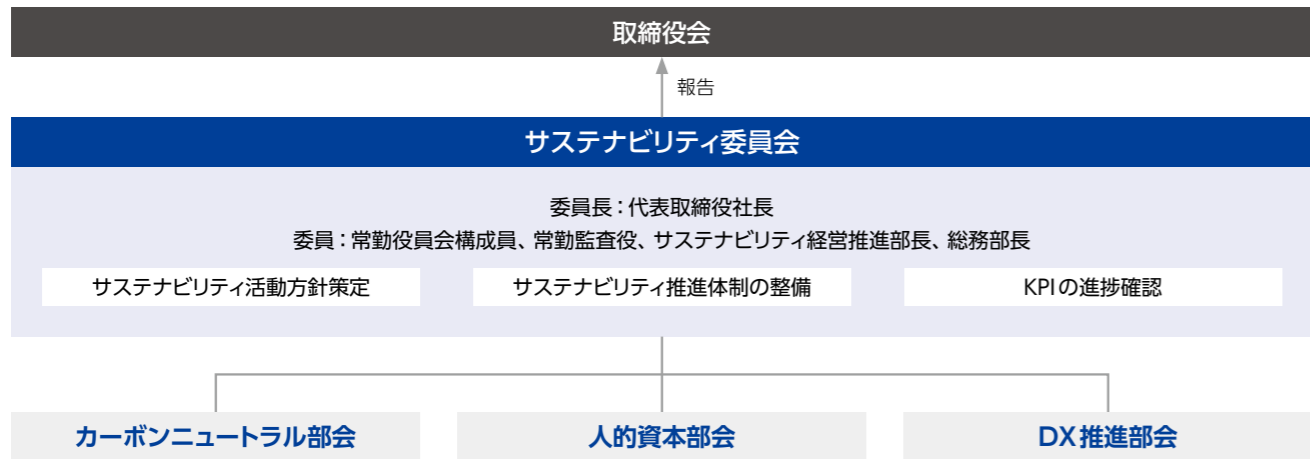 取締役会
報告
サステナビリティ委員会
委員長：代表取締役社長
委員：常勤役員会構成員、常勤監査役、サステナビリティ経営推進部長、総務部長
サステナビリティ活動方針策定
サステナビリティ推進体制の整備
KPIの進捗確認
カーボンニュートラル部会
人的資本部会
DX推進部会